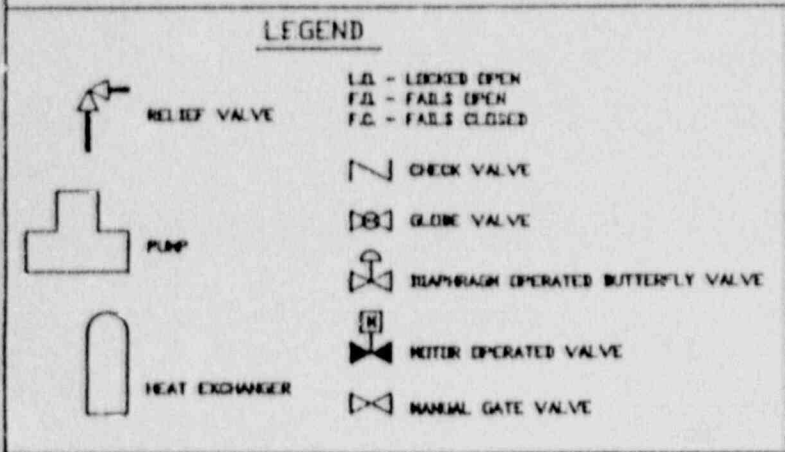 LEGEND
RELIEF VALVE
PUMP
HEAT EXCHANGER
L.O. - LOCKED OPEN
F.O. - FAILS OPEN
F.C. - FAILS CLOSED
CHECK VALVE
GLOBE VALVE
DIAPHRAGM OPERATED BUTTERFLY VALVE
M
MOTOR OPERATED VALVE
MANUAL GATE VALVE